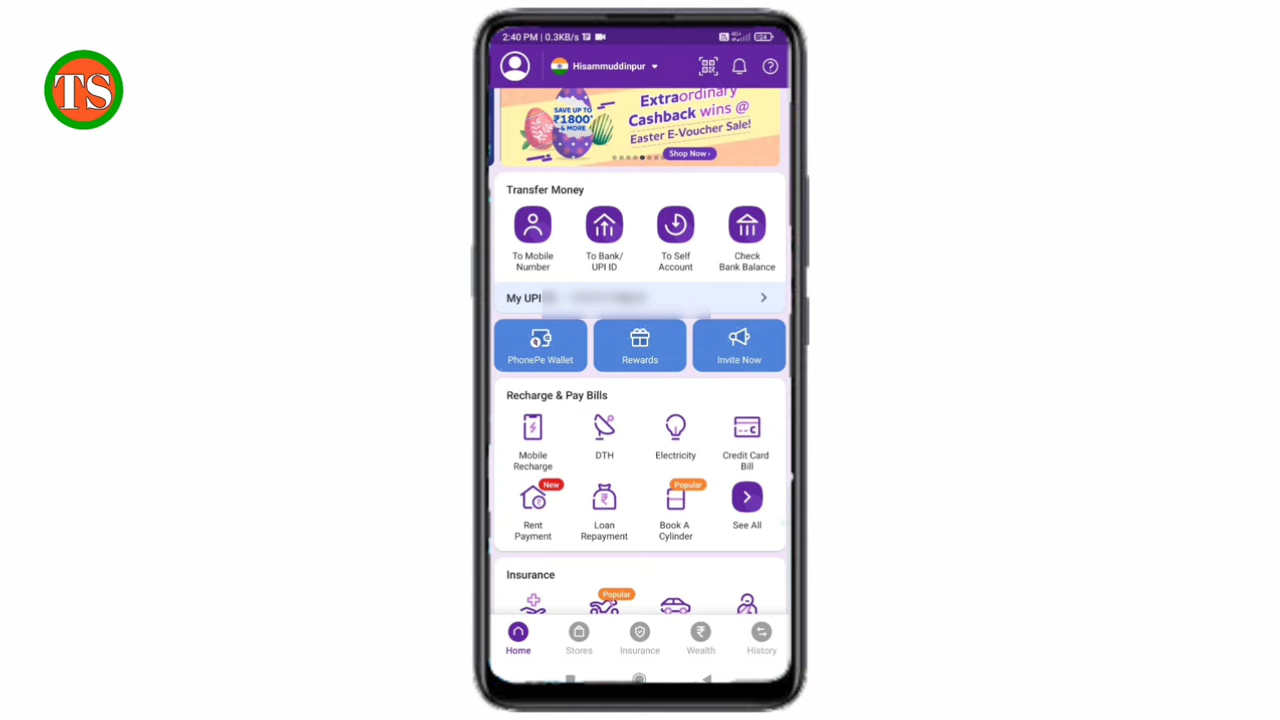 TS
2:40 PM | 0.3KB/s
Hisammuddinpur
SAVE UP TO
₹1800*
& MORE
Extraordinary
Cashback wins @
Easter E-Voucher Sale!
Shop Now ›
Transfer Money
To Mobile
Number
To Bank/
UPI ID
To Self
Account
Check
Bank Balance
My UPI
PhonePe Wallet
Rewards
Invite Now
Recharge & Pay Bills
Mobile
Recharge
DTH
Electricity
Credit Card
Bill
New
Rent
Payment
Loan
Repayment
Popular
Book A
Cylinder
See All
Insurance
Popular
Home
Stores
Insurance
Wealth
History